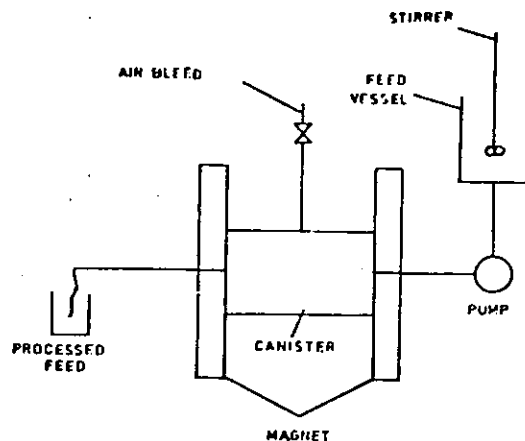 STIRRER
AIR BLEED
FEED
VESSEL
PUMP
CANISTER
PROCESSED
FEED
MAGNET